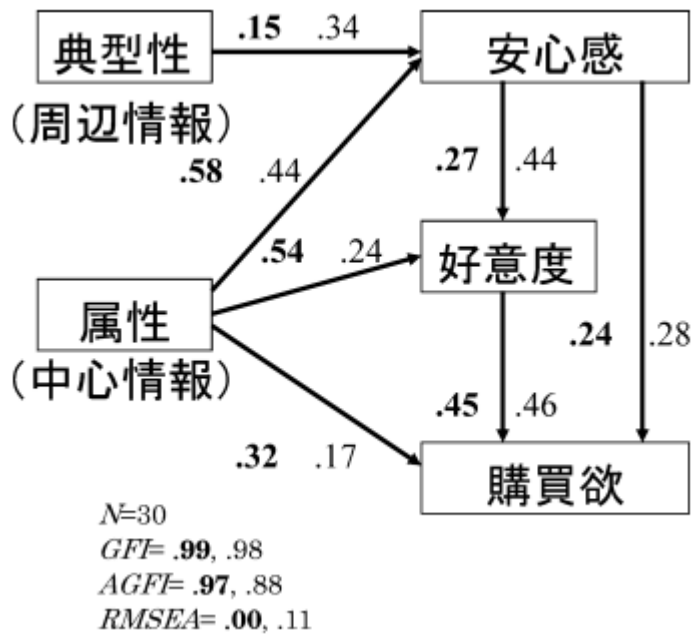 典型性
(周辺情報)
.15 .34
安心感
.58 .44
.27 .44
.54 .24
好意度
属性
(中心情報)
.24 .28
.45 .46
.32 .17
購買欲
N=30
GFI= .99, .98
AGFI= .97, .88
RMSEA= .00, .11